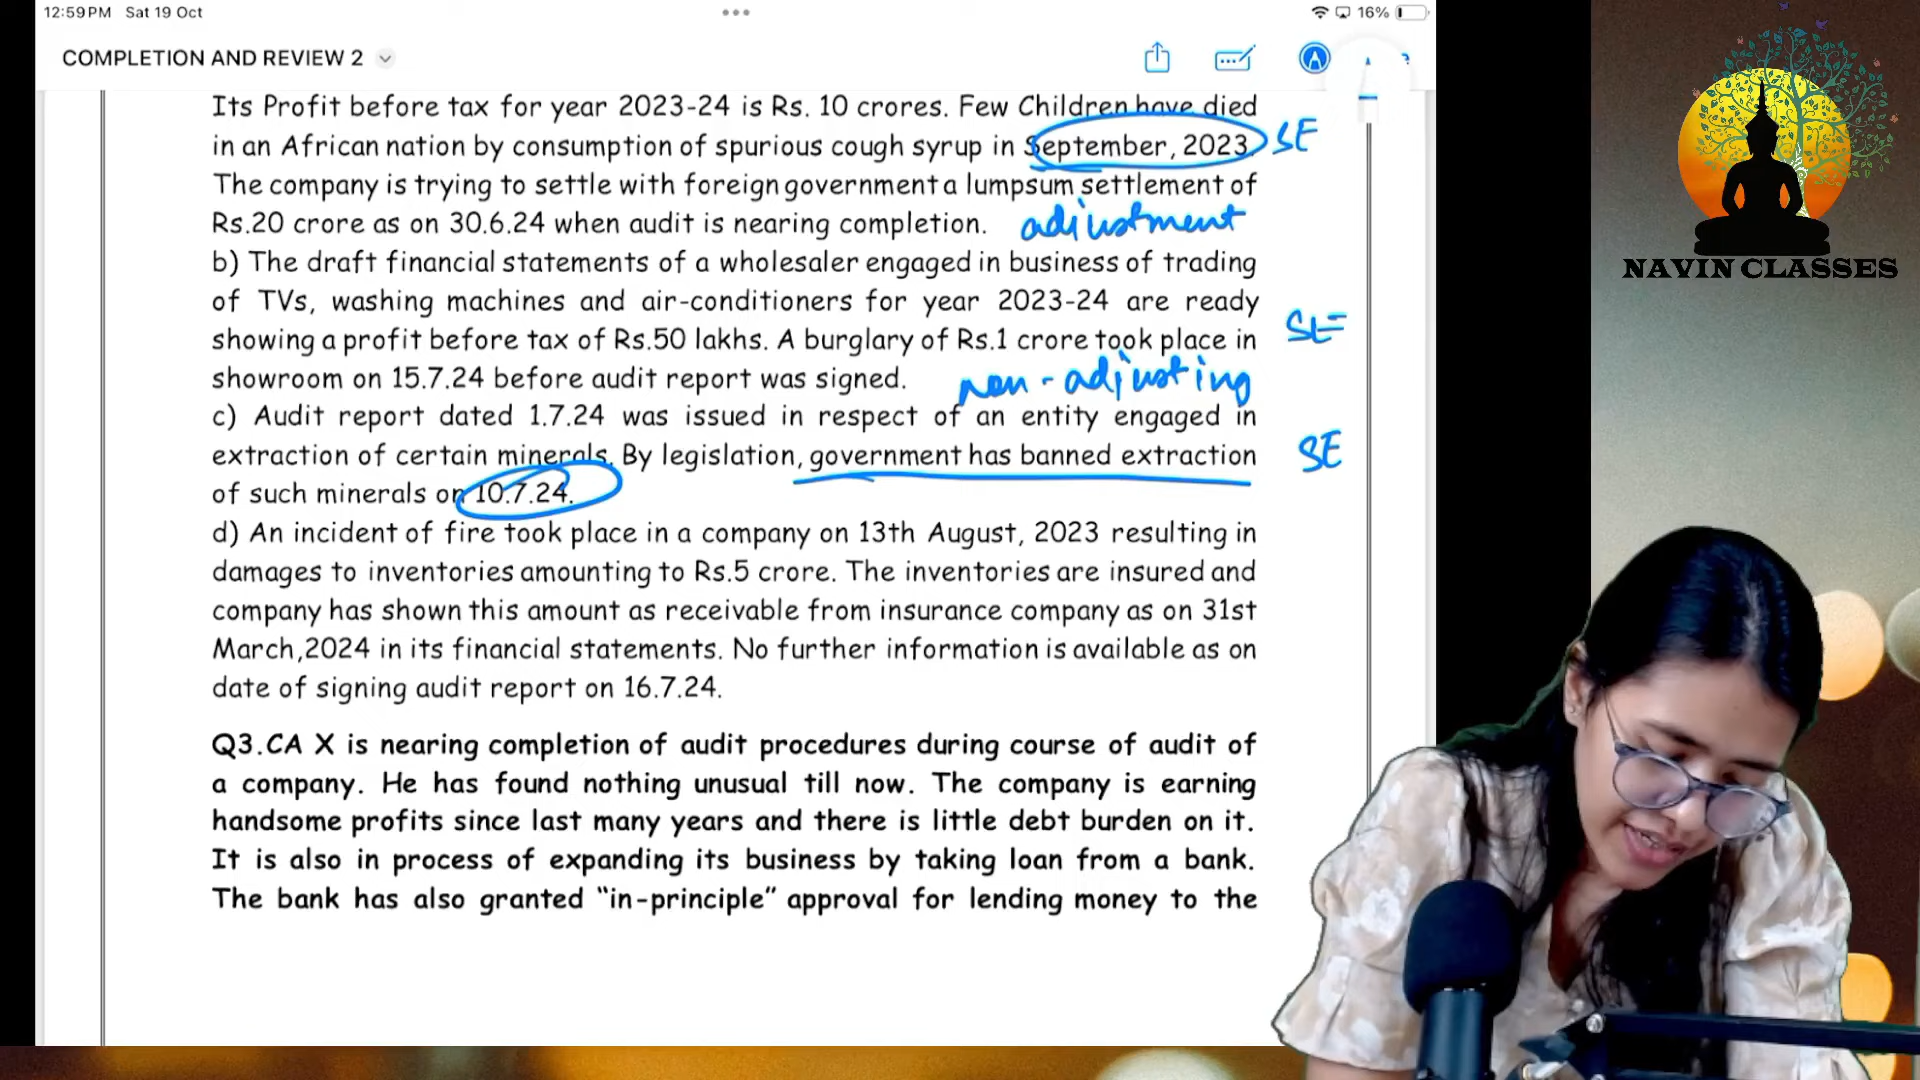 12:59 PM Sat 19 Oct
16%
COMPLETION AND REVIEW 2
Its Profit before tax for year 2023-24 is Rs. 10 crores. Few Children have died
in an African nation by consumption of spurious cough syrup in September, 2023. SE
The company is trying to settle with foreign government a lumpsum settlement of
Rs.20 crore as on 30.6.24 when audit is nearing completion. adjustment
b) The draft financial statements of a wholesaler engaged in business of trading
of TVs, washing machines and air-conditioners for year 2023-24 are ready
showing a profit before tax of Rs.50 lakhs. A burglary of Rs.1 crore took place in SE
showroom on 15.7.24 before audit report was signed. non-adjusting
c) Audit report dated 1.7.24 was issued in respect of an entity engaged in
extraction of certain minerals. By legislation, government has banned extraction SE
of such minerals on 10.7.24.
d) An incident of fire took place in a company on 13th August, 2023 resulting in
damages to inventories amounting to Rs.5 crore. The inventories are insured and
company has shown this amount as receivable from insurance company as on 31st
March,2024 in its financial statements. No further information is available as on
date of signing audit report on 16.7.24.
Q3.CA X is nearing completion of audit procedures during course of audit of
a company. He has found nothing unusual till now. The company is earning
handsome profits since last many years and there is little debt burden on it.
It is also in process of expanding its business by taking loan from a bank.
The bank has also granted “in-principle” approval for lending money to the
NAVIN CLASSES